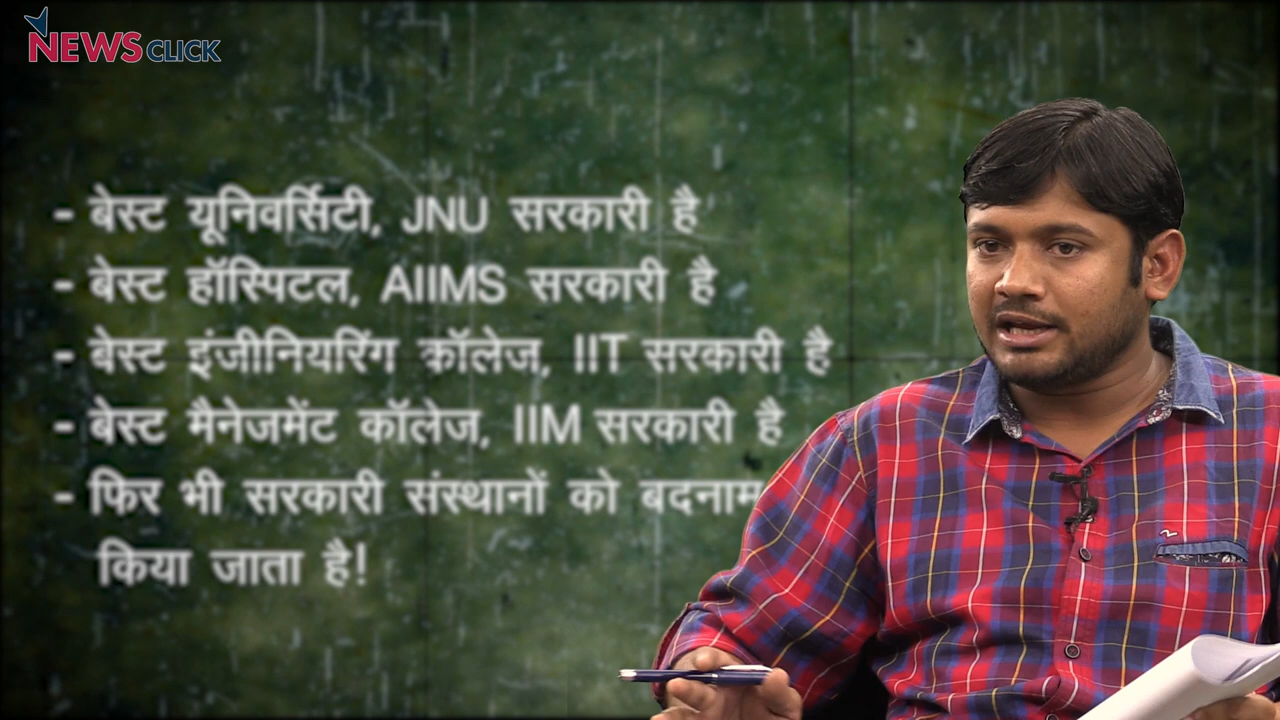 NEWSCLICK
- बेस्ट यूनिवर्सिटी, JNU सरकारी है
- बेस्ट हॉस्पिटल, AIIMS सरकारी है
- बेस्ट इंजीनियरिंग कॉलेज, IIT सरकारी है
- बेस्ट मैनेजमेंट कॉलेज, IIM सरकारी है
- फिर भी सरकारी संस्थानों को बदनाम
किया जाता है!